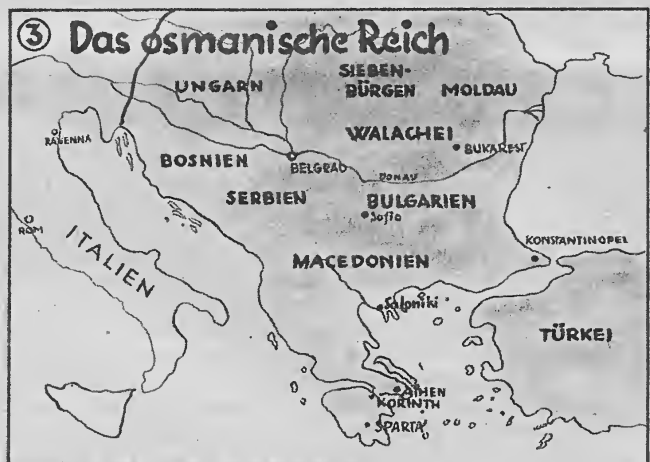 ③ Das osmanische Reich
SIEBEN-
BÜRGEN
UNGARN
MOLDAU
WALACHEI
BUKAREST
RAVENNA
BOSNIEN
BELGRAD
DONAU
SERBIEN
BULGARIEN
Sofia
ROM
ITALIEN
KONSTANTINOPEL
MACEDONIEN
Saloniki
TÜRKEI
ATHEN
KORINTH
SPARTA